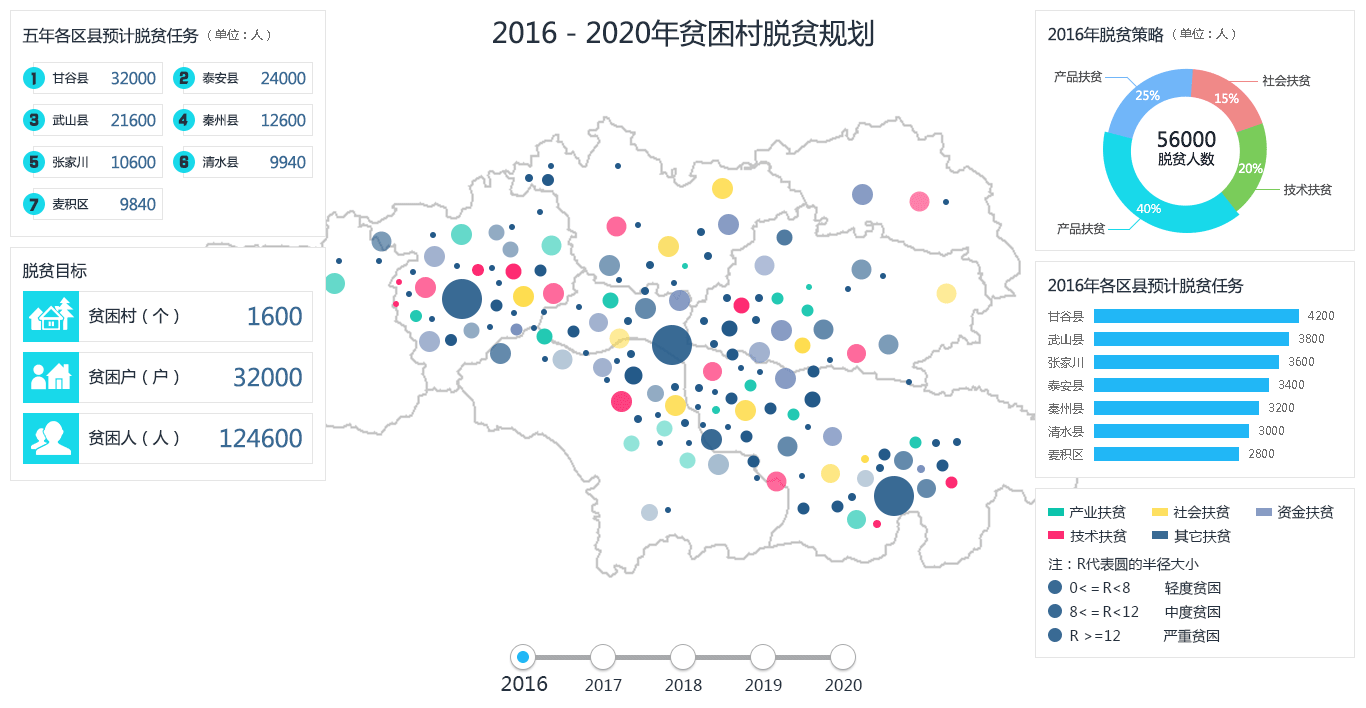 2016 - 2020年贫困村脱贫规划
五年各区县预计脱贫任务（单位：人）
1 甘谷县 32000
2 泰安县 24000
3 武山县 21600
4 秦州县 12600
5 张家川 10600
6 清水县 9940
7 麦积区 9840
脱贫目标
贫困村（个） 1600
贫困户（户） 32000
贫困人（人） 124600
2016
2017
2018
2019
2020
2016年脱贫策略（单位：人）
产品扶贫
25%
社会扶贫
15%
56000
脱贫人数
20%
技术扶贫
40%
产品扶贫
2016年各区县预计脱贫任务
甘谷县 4200
武山县 3800
张家川 3600
泰安县 3400
秦州县 3200
清水县 3000
麦积区 2800
产业扶贫 社会扶贫 资金扶贫
技术扶贫 其它扶贫
注：R代表圆的半径大小
0<=R<8 轻度贫困
8<=R<12 中度贫困
R >=12 严重贫困